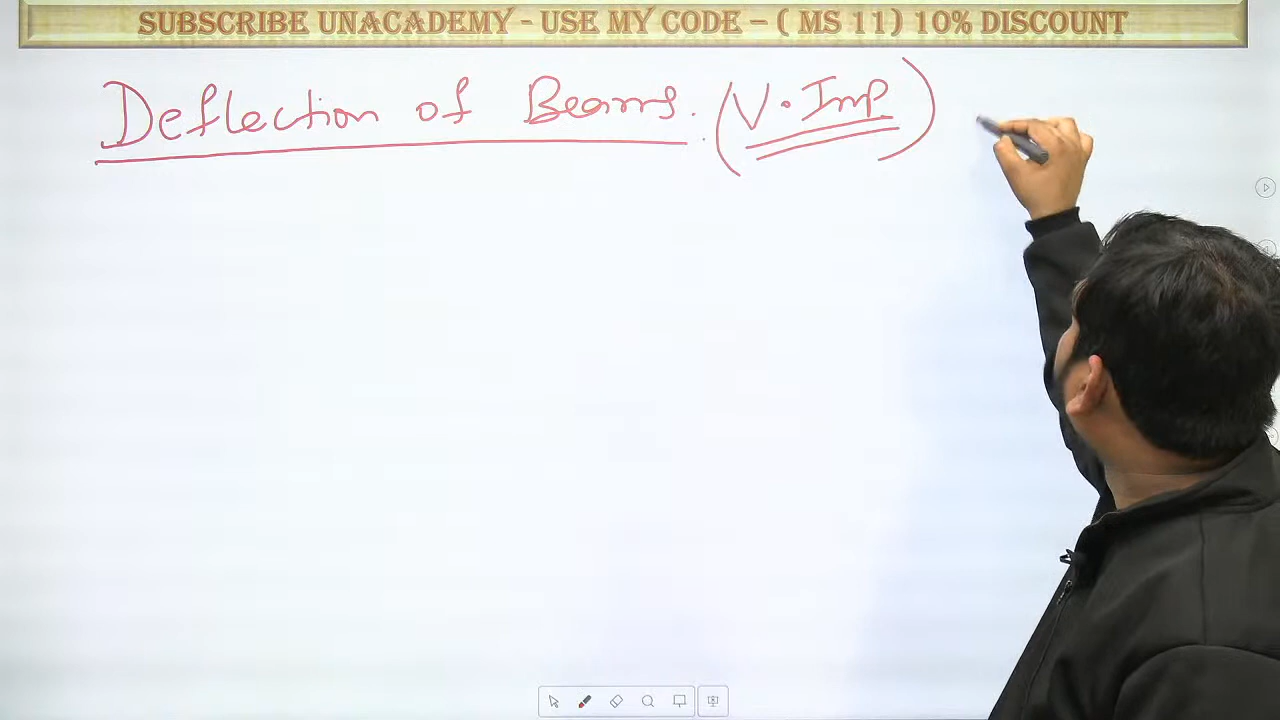 SUBSCRIBE UNACADEMY - USE MY CODE – ( MS 11) 10% DISCOUNT
Deflection of Beams. (V. Imp)